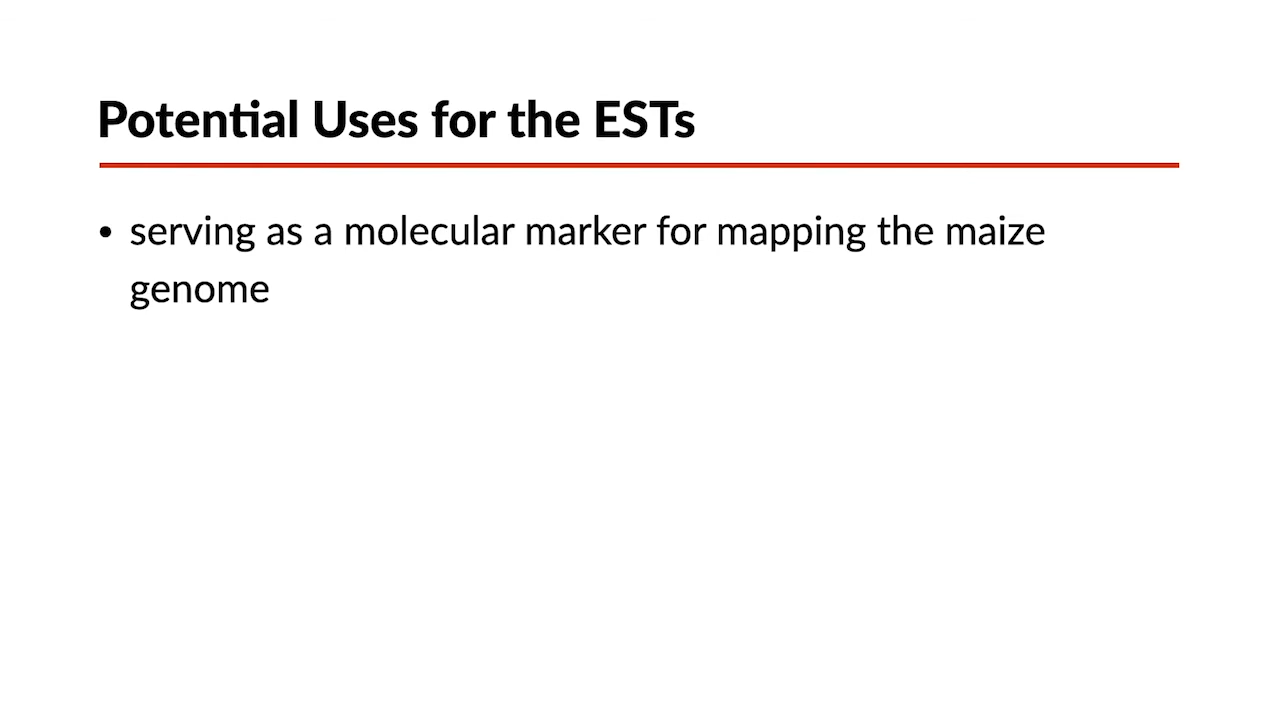 Potential Uses for the ESTs
• serving as a molecular marker for mapping the maize
genome